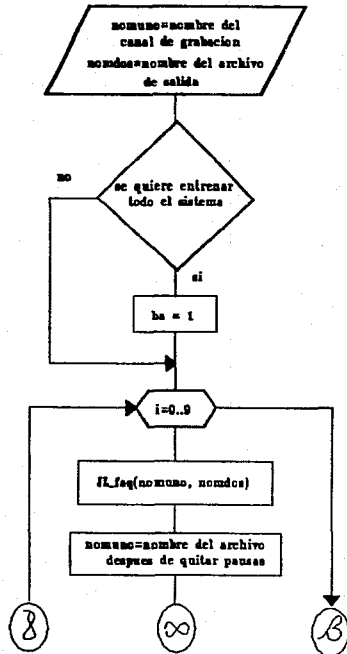 nomuno=nombre del
canal de grabacion
nomdos=nombre del archivo
de salida
no
se quiere entrenar
todo el sistema
si
ba = 1
i=0..9
(nomuno, nomdos)
nomuno=nombre del archivo
despues de quitar pausas
8
∞
β